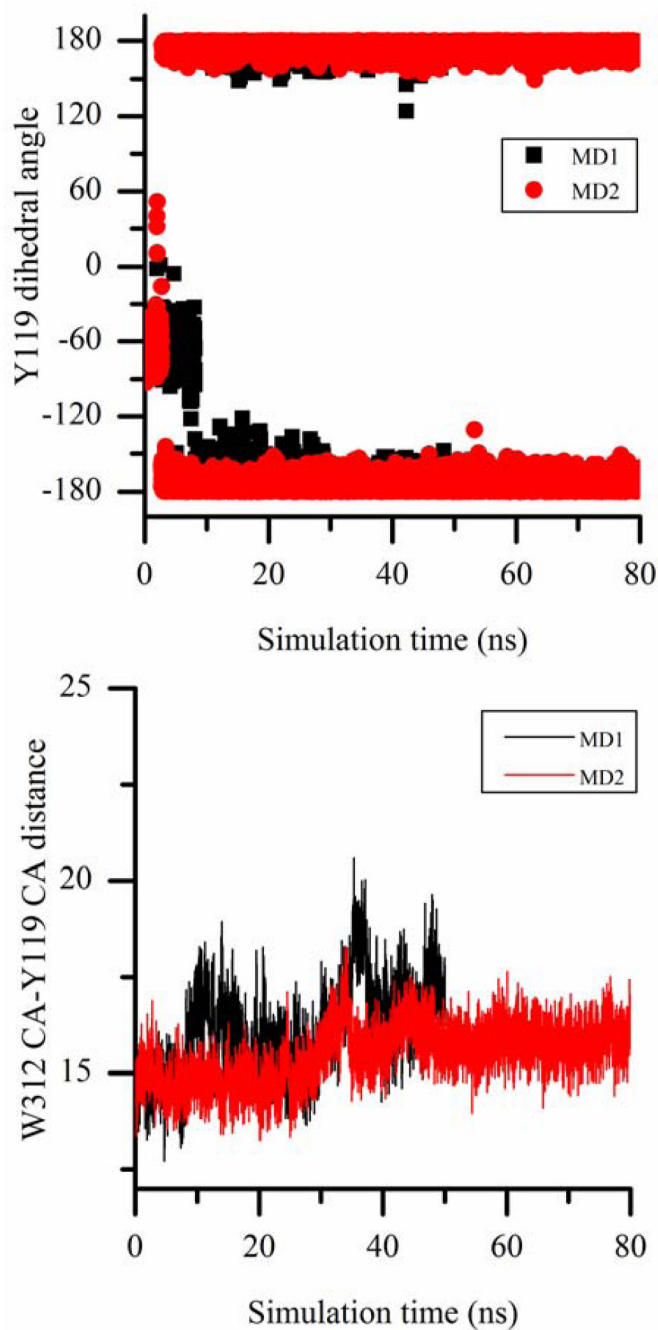 180
120
60
0
-60
-120
-180
Y119 dihedral angle
MD1
MD2
0 20 40 60 80
Simulation time (ns)
25
20
15
W312 CA-Y119 CA distance
MD1
MD2
0 20 40 60 80
Simulation time (ns)